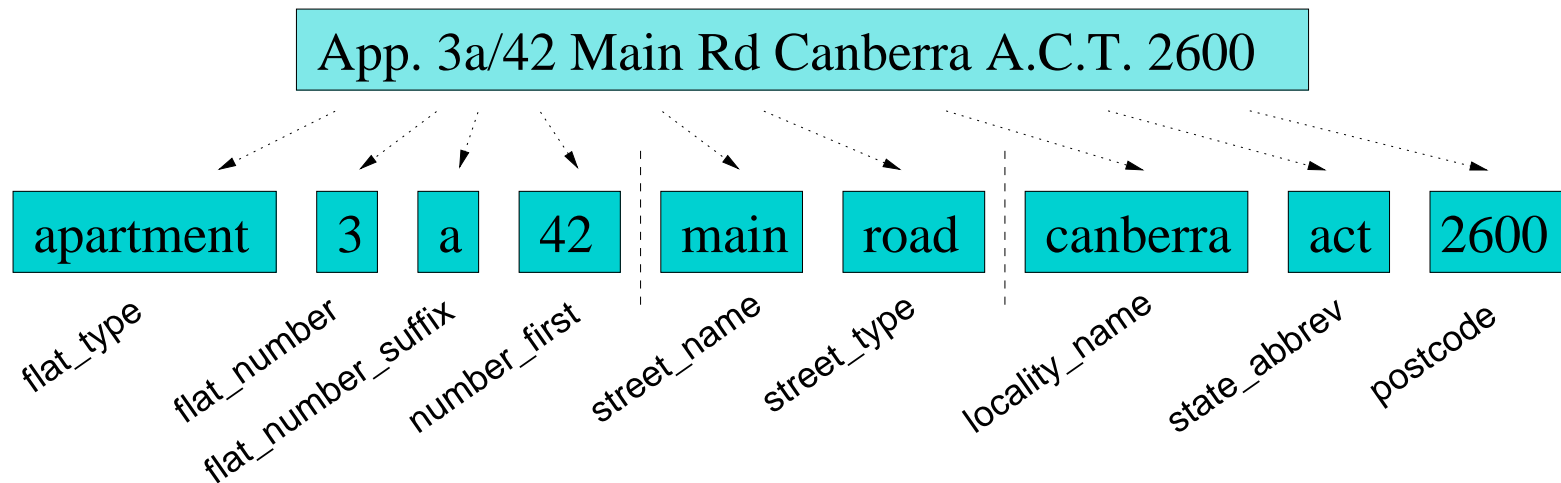 App. 3a/42 Main Rd Canberra A.C.T. 2600
apartment 3 a 42 main road canberra act 2600
flat_type flat_number flat_number_suffix number_first street_name street_type locality_name state_abbrev postcode